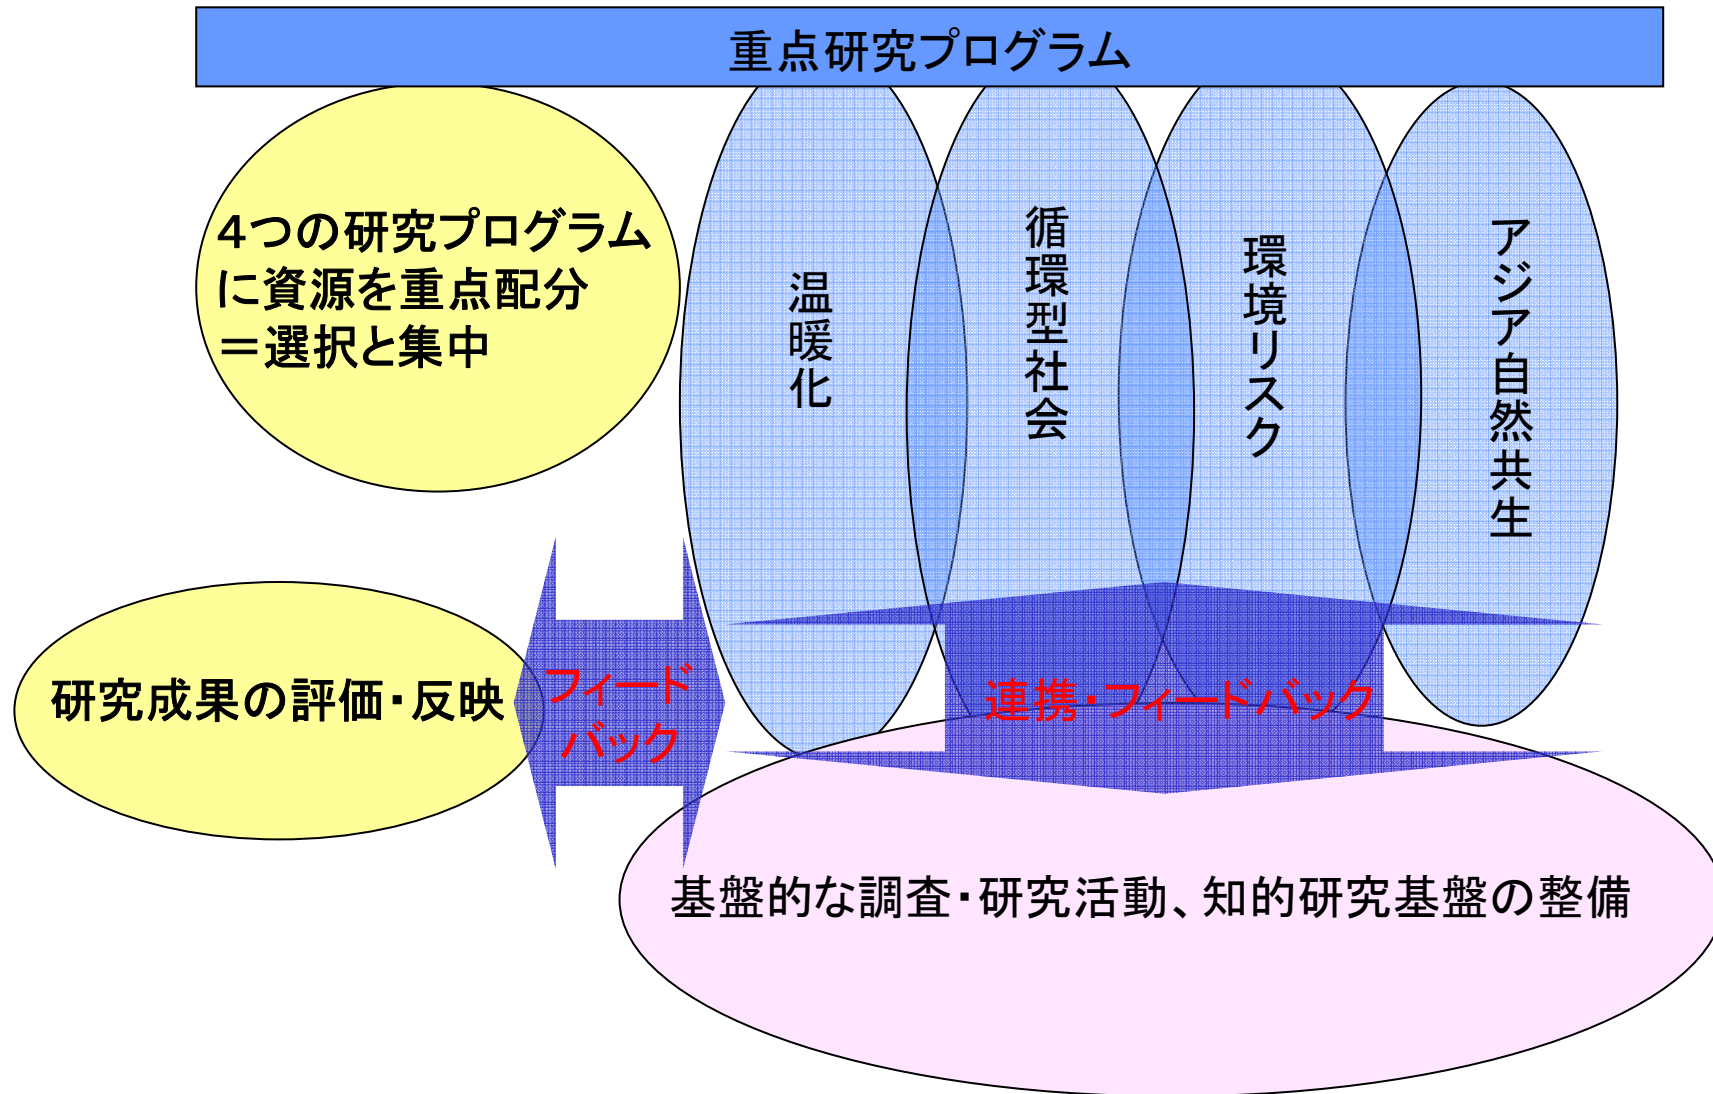 重点研究プログラム
４つの研究プログラム
に資源を重点配分
＝選択と集中
温暖化
循環型社会
環境リスク
アジア自然共生
研究成果の評価・反映
フィード
バック
連携・フィードバック
基盤的な調査・研究活動、知的研究基盤の整備